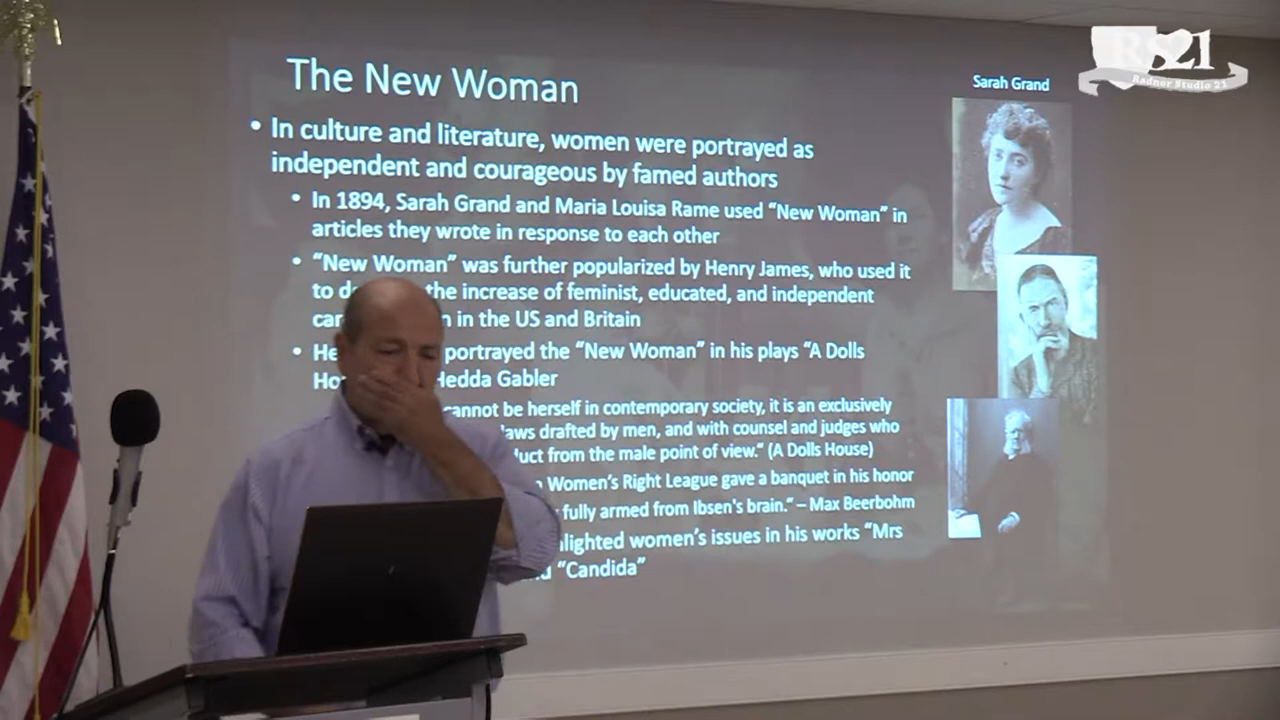 The New Woman
Sarah Grand
RS21
Radnor Studio 21
• In culture and literature, women were portrayed as
independent and courageous by famed authors
• In 1894, Sarah Grand and Maria Louisa Rame used “New Woman” in
articles they wrote in response to each other
• “New Woman” was further popularized by Henry James, who used it
to the increase of feminist, educated, and independent
in the US and Britain
• portrayed the “New Woman” in his plays “A Dolls
Hedda Gabler
cannot be herself in contemporary society, it is an exclusively
laws drafted by men, and with counsel and judges who
from the male point of view.“ (A Dolls House)
Women’s Right League gave a banquet in his honor
fully armed from Ibsen's brain.“ – Max Beerbohm
women’s issues in his works “Mrs
“Candida”